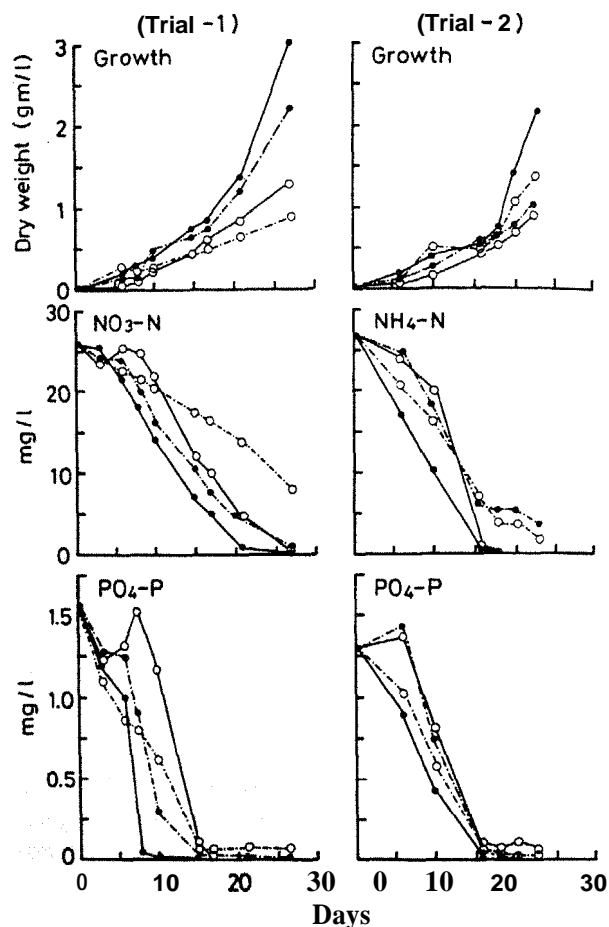 (Trial -1) (Trial -2)
Growth Growth
Dry weight (gm/l)
3
2
1
0
NO₃-N NH₄-N
mg/l
30
20
10
0
PO₄-P PO₄-P
mg/l
1.5
1.0
0.5
0
0 10 20 30 0 10 20 30
Days